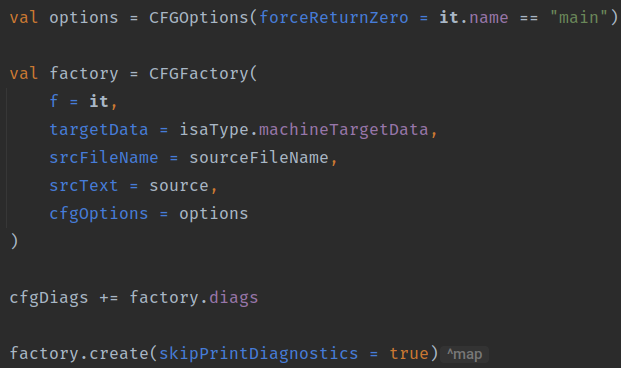 val options = CFGOptions(forceReturnZero = it.name == "main")
val factory = CFGFactory(
    f = it,
    targetData = isaType.machineTargetData,
    srcFileName = sourceFileName,
    srcText = source,
    cfgOptions = options
)
cfgDiags += factory.diags
factory.create(skipPrintDiagnostics = true) ^map